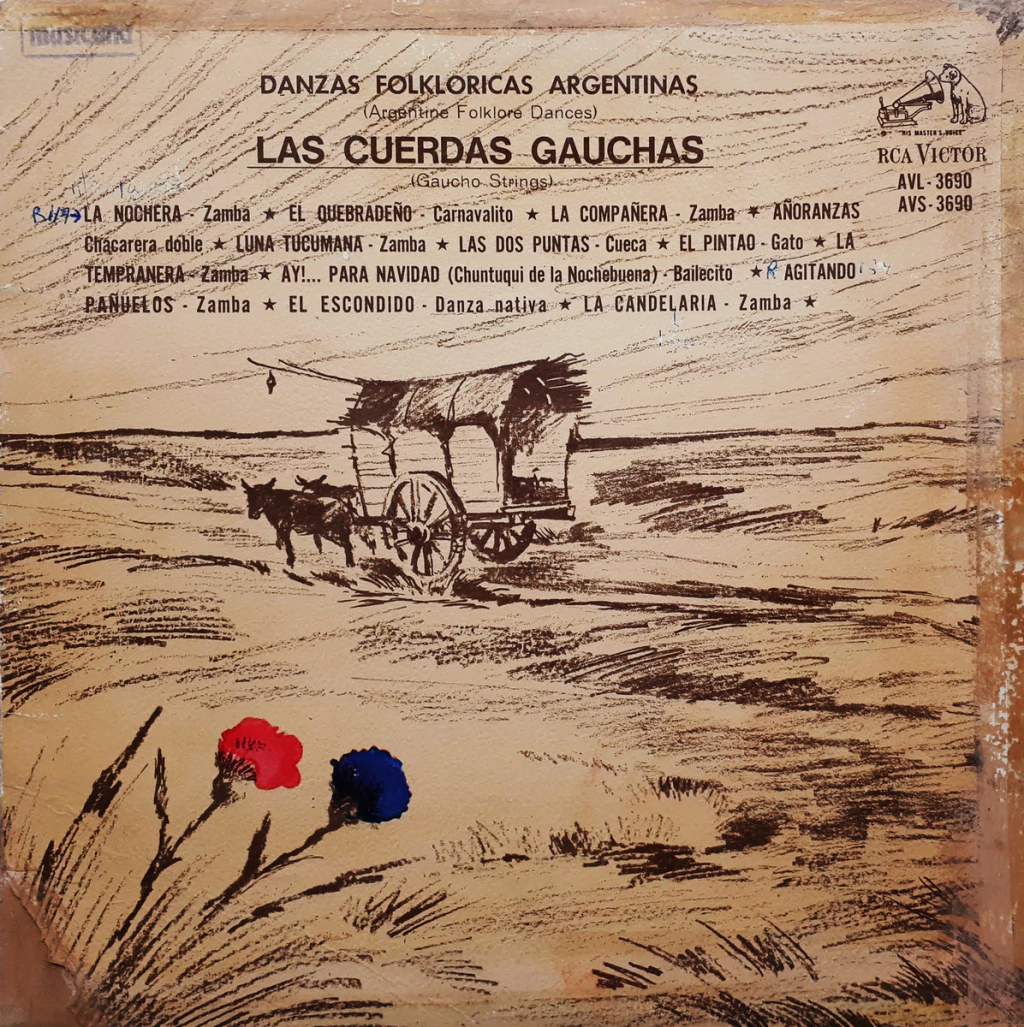 musicland
DANZAS FOLKLORICAS ARGENTINAS
(Argentine Folklore Dances)
LAS CUERDAS GAUCHAS
(Gaucho Strings)
"HIS MASTER'S VOICE"
RCA VICTOR
AVL - 3690
AVS - 3690
LA NOCHERA - Zamba ★ EL QUEBRADEÑO - Carnavalito ★ LA COMPAÑERA - Zamba ★ AÑORANZAS
Chacarera doble ★ LUNA TUCUMANA - Zamba ★ LAS DOS PUNTAS - Cueca ★ EL PINTAO - Gato ★ LA
TEMPRANERA - Zamba ★ AY!... PARA NAVIDAD (Chuntuqui de la Nochebuena) - Bailecito ★ AGITANDO
PAÑUELOS - Zamba ★ EL ESCONDIDO - Danza nativa ★ LA CANDELARIA - Zamba ★